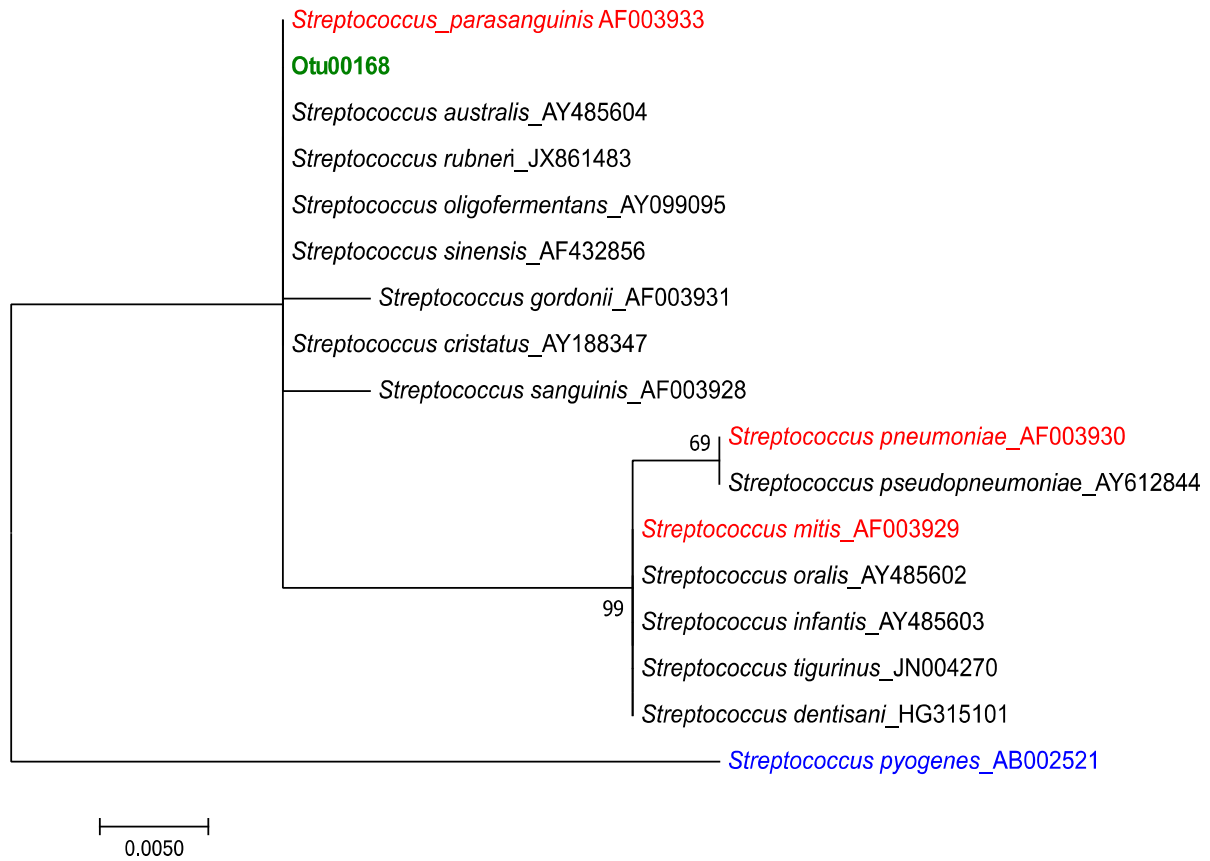 Streptococcus_parasanguinis AF003933
Otu00168
Streptococcus australis_AY485604
Streptococcus rubneri_JX861483
Streptococcus oligofermentans_AY099095
Streptococcus sinensis_AF432856
Streptococcus gordonii_AF003931
Streptococcus cristatus_AY188347
Streptococcus sanguinis_AF003928
69
Streptococcus pneumoniae_AF003930
Streptococcus pseudopneumoniae_AY612844
Streptococcus mitis_AF003929
Streptococcus oralis_AY485602
99
Streptococcus infantis_AY485603
Streptococcus tigurinus_JN004270
Streptococcus dentisani_HG315101
Streptococcus pyogenes_AB002521
0.0050